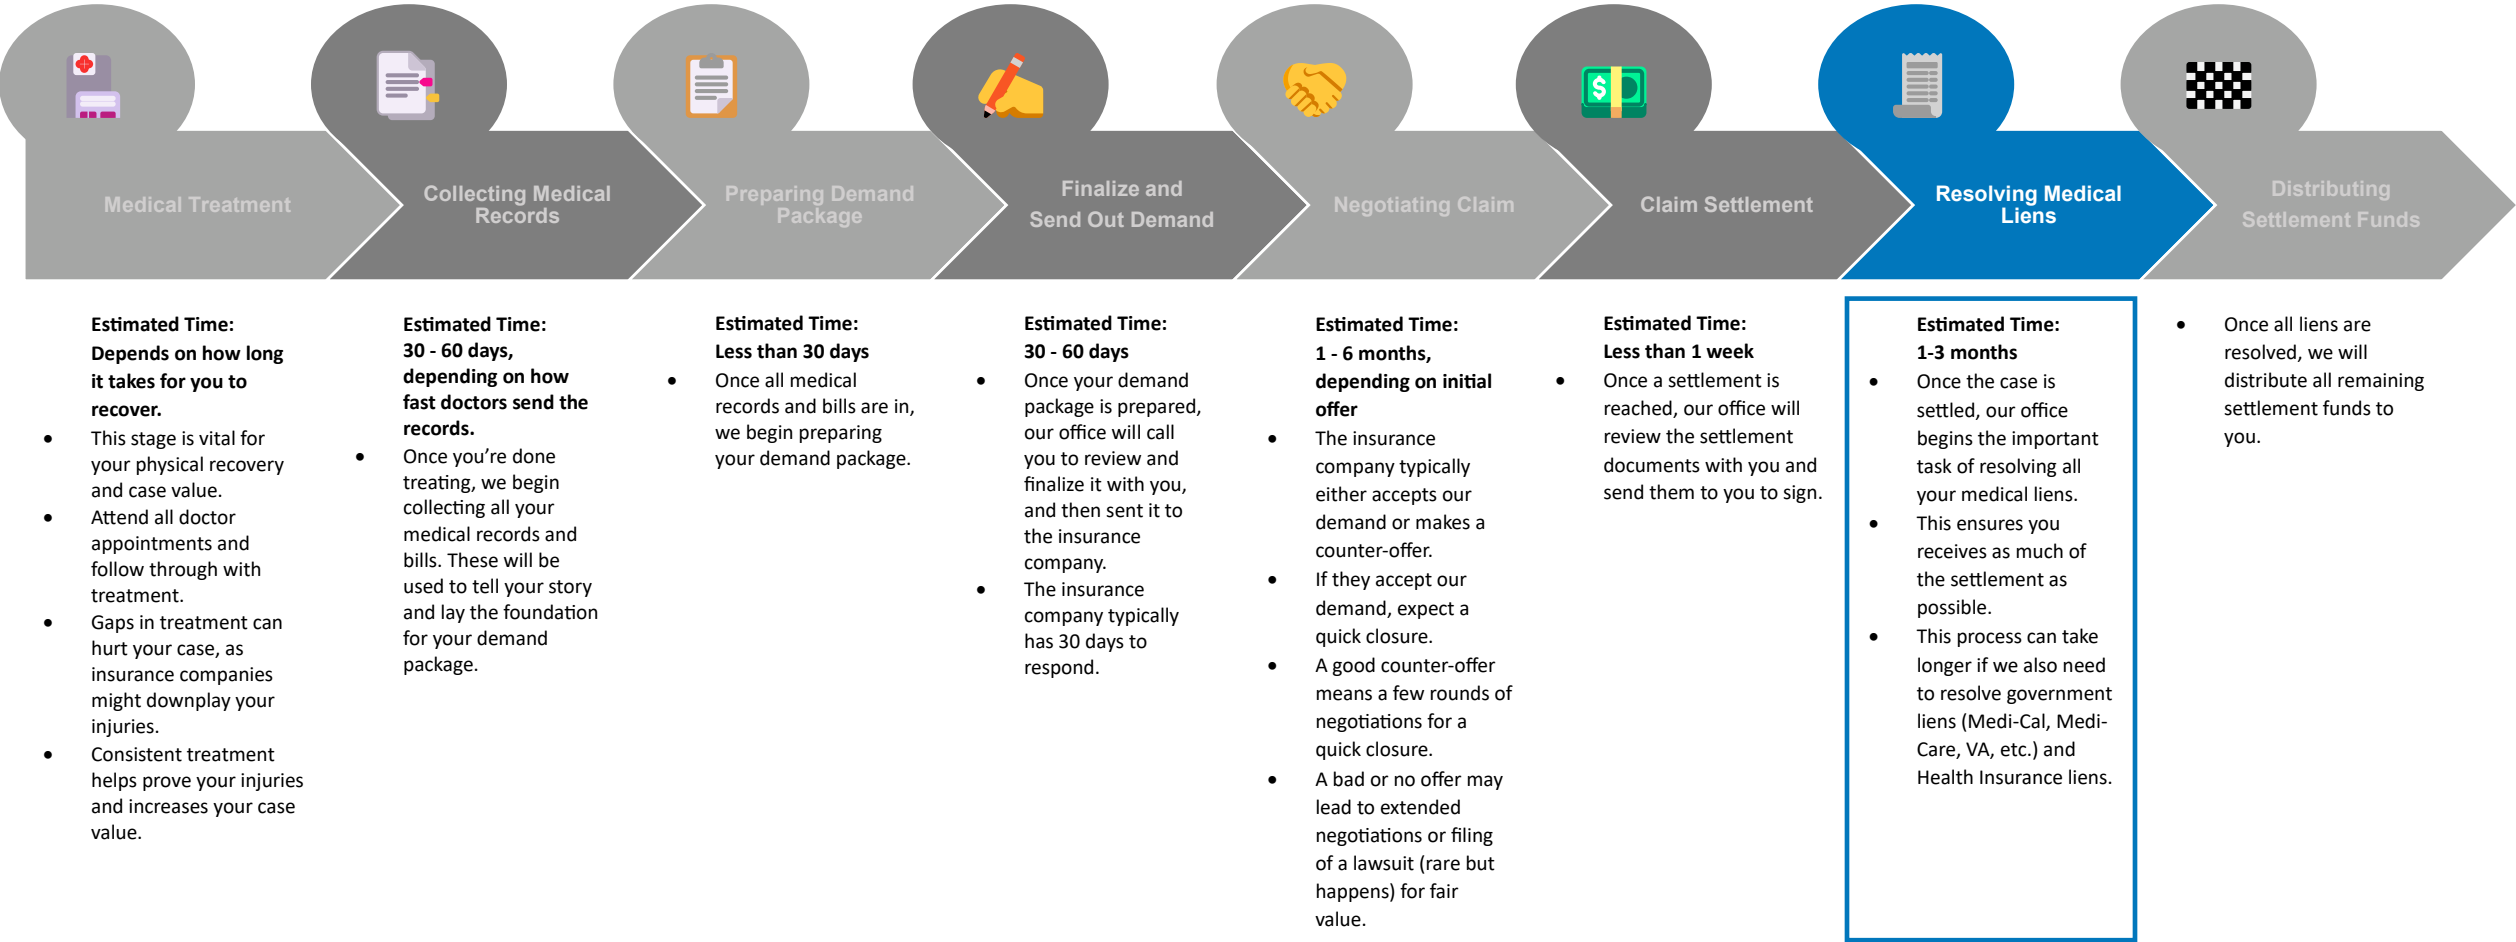 Medical Treatment
Collecting Medical
Records
Preparing Demand
Package
Finalize and
Send Out Demand
Negotiating Claim
Claim Settlement
Resolving Medical
Liens
Distributing
Settlement Funds
Estimated Time:
Depends on how long
it takes for you to
recover.
• This stage is vital for
your physical recovery
and case value.
• Attend all doctor
appointments and
follow through with
treatment.
• Gaps in treatment can
hurt your case, as
insurance companies
might downplay your
injuries.
• Consistent treatment
helps prove your injuries
and increases your case
value.
Estimated Time:
30 - 60 days,
depending on how
fast doctors send the
records.
• Once you’re done
treating, we begin
collecting all your
medical records and
bills. These will be
used to tell your story
and lay the foundation
for your demand
package.
Estimated Time:
Less than 30 days
• Once all medical
records and bills are in,
we begin preparing
your demand package.
Estimated Time:
30 - 60 days
• Once your demand
package is prepared,
our office will call
you to review and
finalize it with you,
and then sent it to
the insurance
company.
• The insurance
company typically
has 30 days to
respond.
Estimated Time:
1 - 6 months,
depending on initial
offer
• The insurance
company typically
either accepts our
demand or makes a
counter-offer.
• If they accept our
demand, expect a
quick closure.
• A good counter-offer
means a few rounds of
negotiations for a
quick closure.
• A bad or no offer may
lead to extended
negotiations or filing
of a lawsuit (rare but
happens) for fair
value.
Estimated Time:
Less than 1 week
• Once a settlement is
reached, our office will
review the settlement
documents with you and
send them to you to sign.
Estimated Time:
1-3 months
• Once the case is
settled, our office
begins the important
task of resolving all
your medical liens.
• This ensures you
receives as much of
the settlement as
possible.
• This process can take
longer if we also need
to resolve government
liens (Medi-Cal, Medi-
Care, VA, etc.) and
Health Insurance liens.
• Once all liens are
resolved, we will
distribute all remaining
settlement funds to
you.